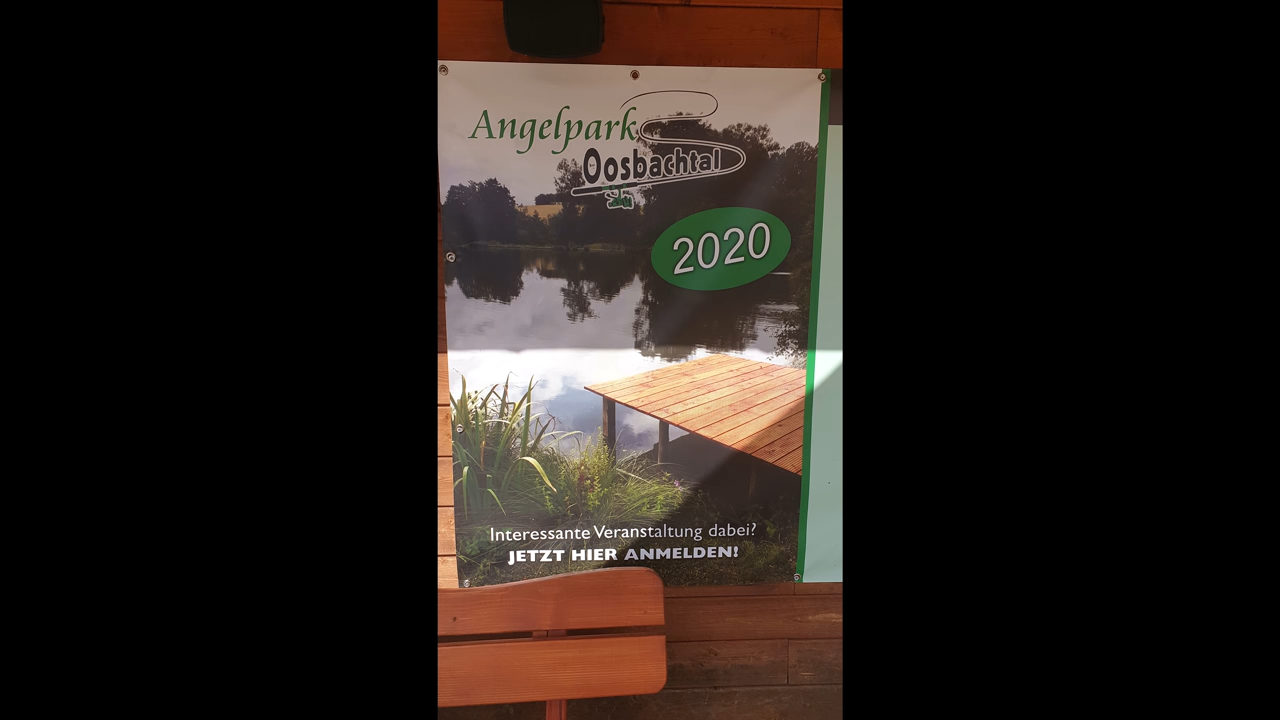 Angelpark
Oosbachtal
2020
Interessante Veranstaltung dabei?
JETZT HIER ANMELDEN!